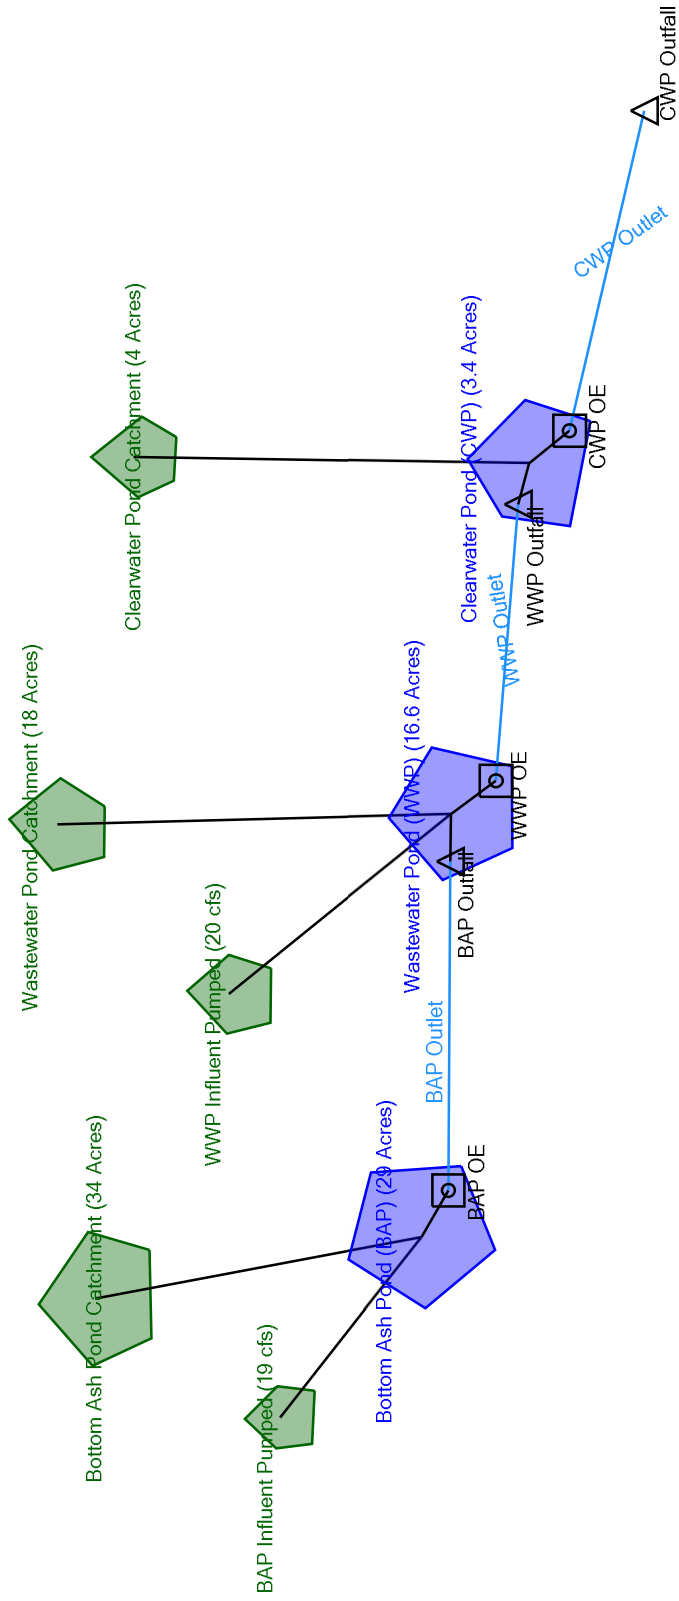 CWP Outfall
CWP Outlet
Clearwater Pond Catchment (4 Acres)
Clearwater Pond (CWP) (3.4 Acres)
CWP OE
WWP Outfall
WWP Outlet
Wastewater Pond Catchment (18 Acres)
Wastewater Pond (WWP) (16.6 Acres)
WWP OE
BAP Outfall
WWP Influent Pumped (20 cfs)
BAP Outlet
Bottom Ash Pond Catchment (34 Acres)
Bottom Ash Pond (BAP) (29 Acres)
BAP OE
BAP Influent Pumped (19 cfs)